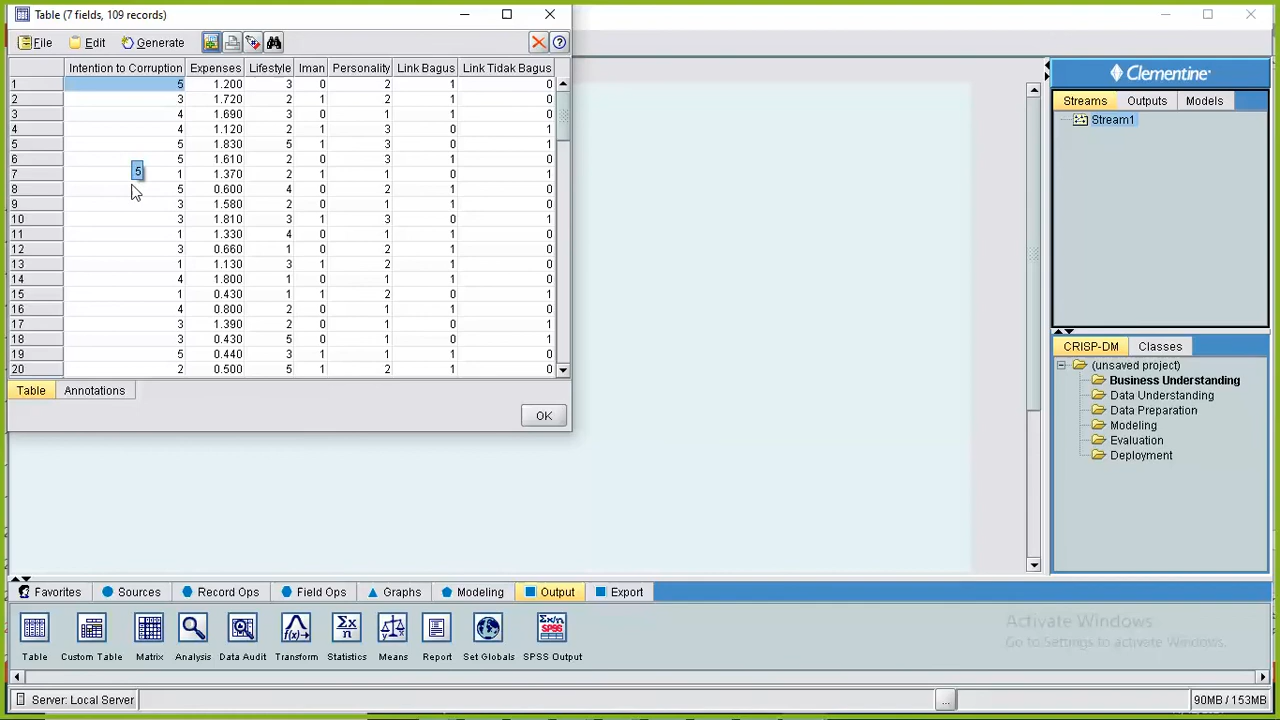 Table (7 fields, 109 records)
File Edit Generate
Intention to Corruption Expenses Lifestyle Iman Personality Link Bagus Link Tidak Bagus
1 5 1.200 3 0 2 1 0
2 3 1.720 2 1 2 1 0
3 4 1.690 3 0 1 1 0
4 4 1.120 2 1 3 0 1
5 5 1.830 5 1 3 0 1
6 5 1.610 2 0 3 1 0
7 1 1.370 2 1 1 0 1
8 5 0.600 4 0 2 1 0
9 3 1.580 2 0 1 1 0
10 3 1.810 3 1 3 0 1
11 1 1.330 4 0 1 1 0
12 3 0.660 1 0 2 1 0
13 1 1.130 3 1 2 1 0
14 4 1.800 1 0 1 1 0
15 1 0.430 1 1 2 0 1
16 4 0.800 2 0 1 1 0
17 3 1.390 2 0 1 0 1
18 3 0.430 5 0 1 0 1
19 5 0.440 3 1 1 1 0
20 2 0.500 5 1 2 1 0
5
Table Annotations
OK
Clementine
Streams Outputs Models
Stream1
CRISP-DM Classes
(unsaved project)
Business Understanding
Data Understanding
Data Preparation
Modeling
Evaluation
Deployment
Favorites Sources Record Ops Field Ops Graphs Modeling Output Export
Table Custom Table Matrix Analysis Data Audit Transform Statistics Means Report Set Globals SPSS Output
Activate Windows
Go to Settings to activate Windows.
Server: Local Server ... 90MB / 153MB